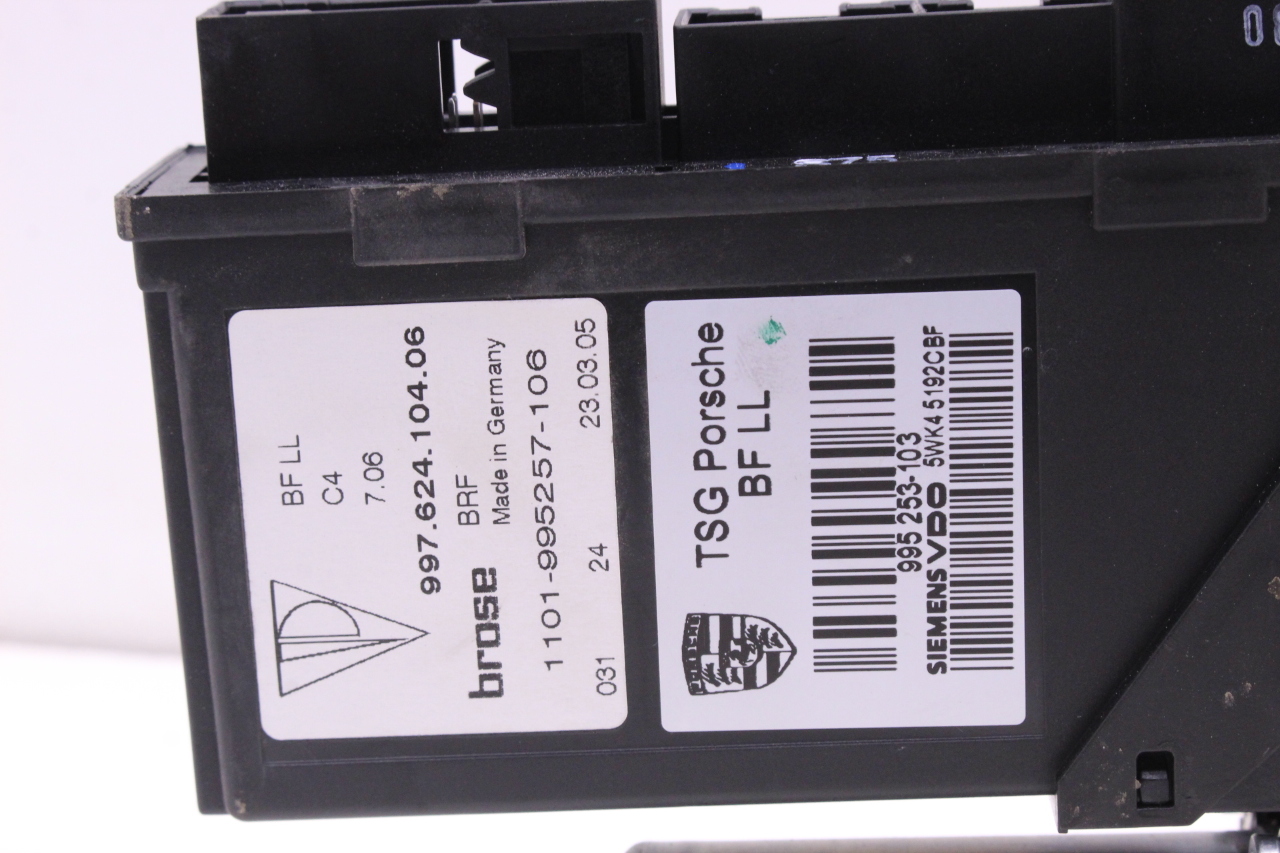 BF LL
C4
7.06
997.624.104.06
brose BRF
Made in Germany
1101-995257-106
031 24 23.03.05
PORSCHE
TSG Porsche
BF LL
995 253-103
SIEMENS VDO 5WK4 5192CBF